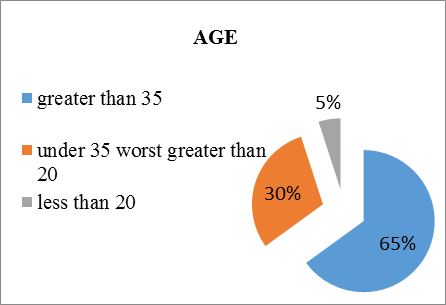 AGE
greater than 35
under 35 worst greater than
20
less than 20
5%
30%
65%